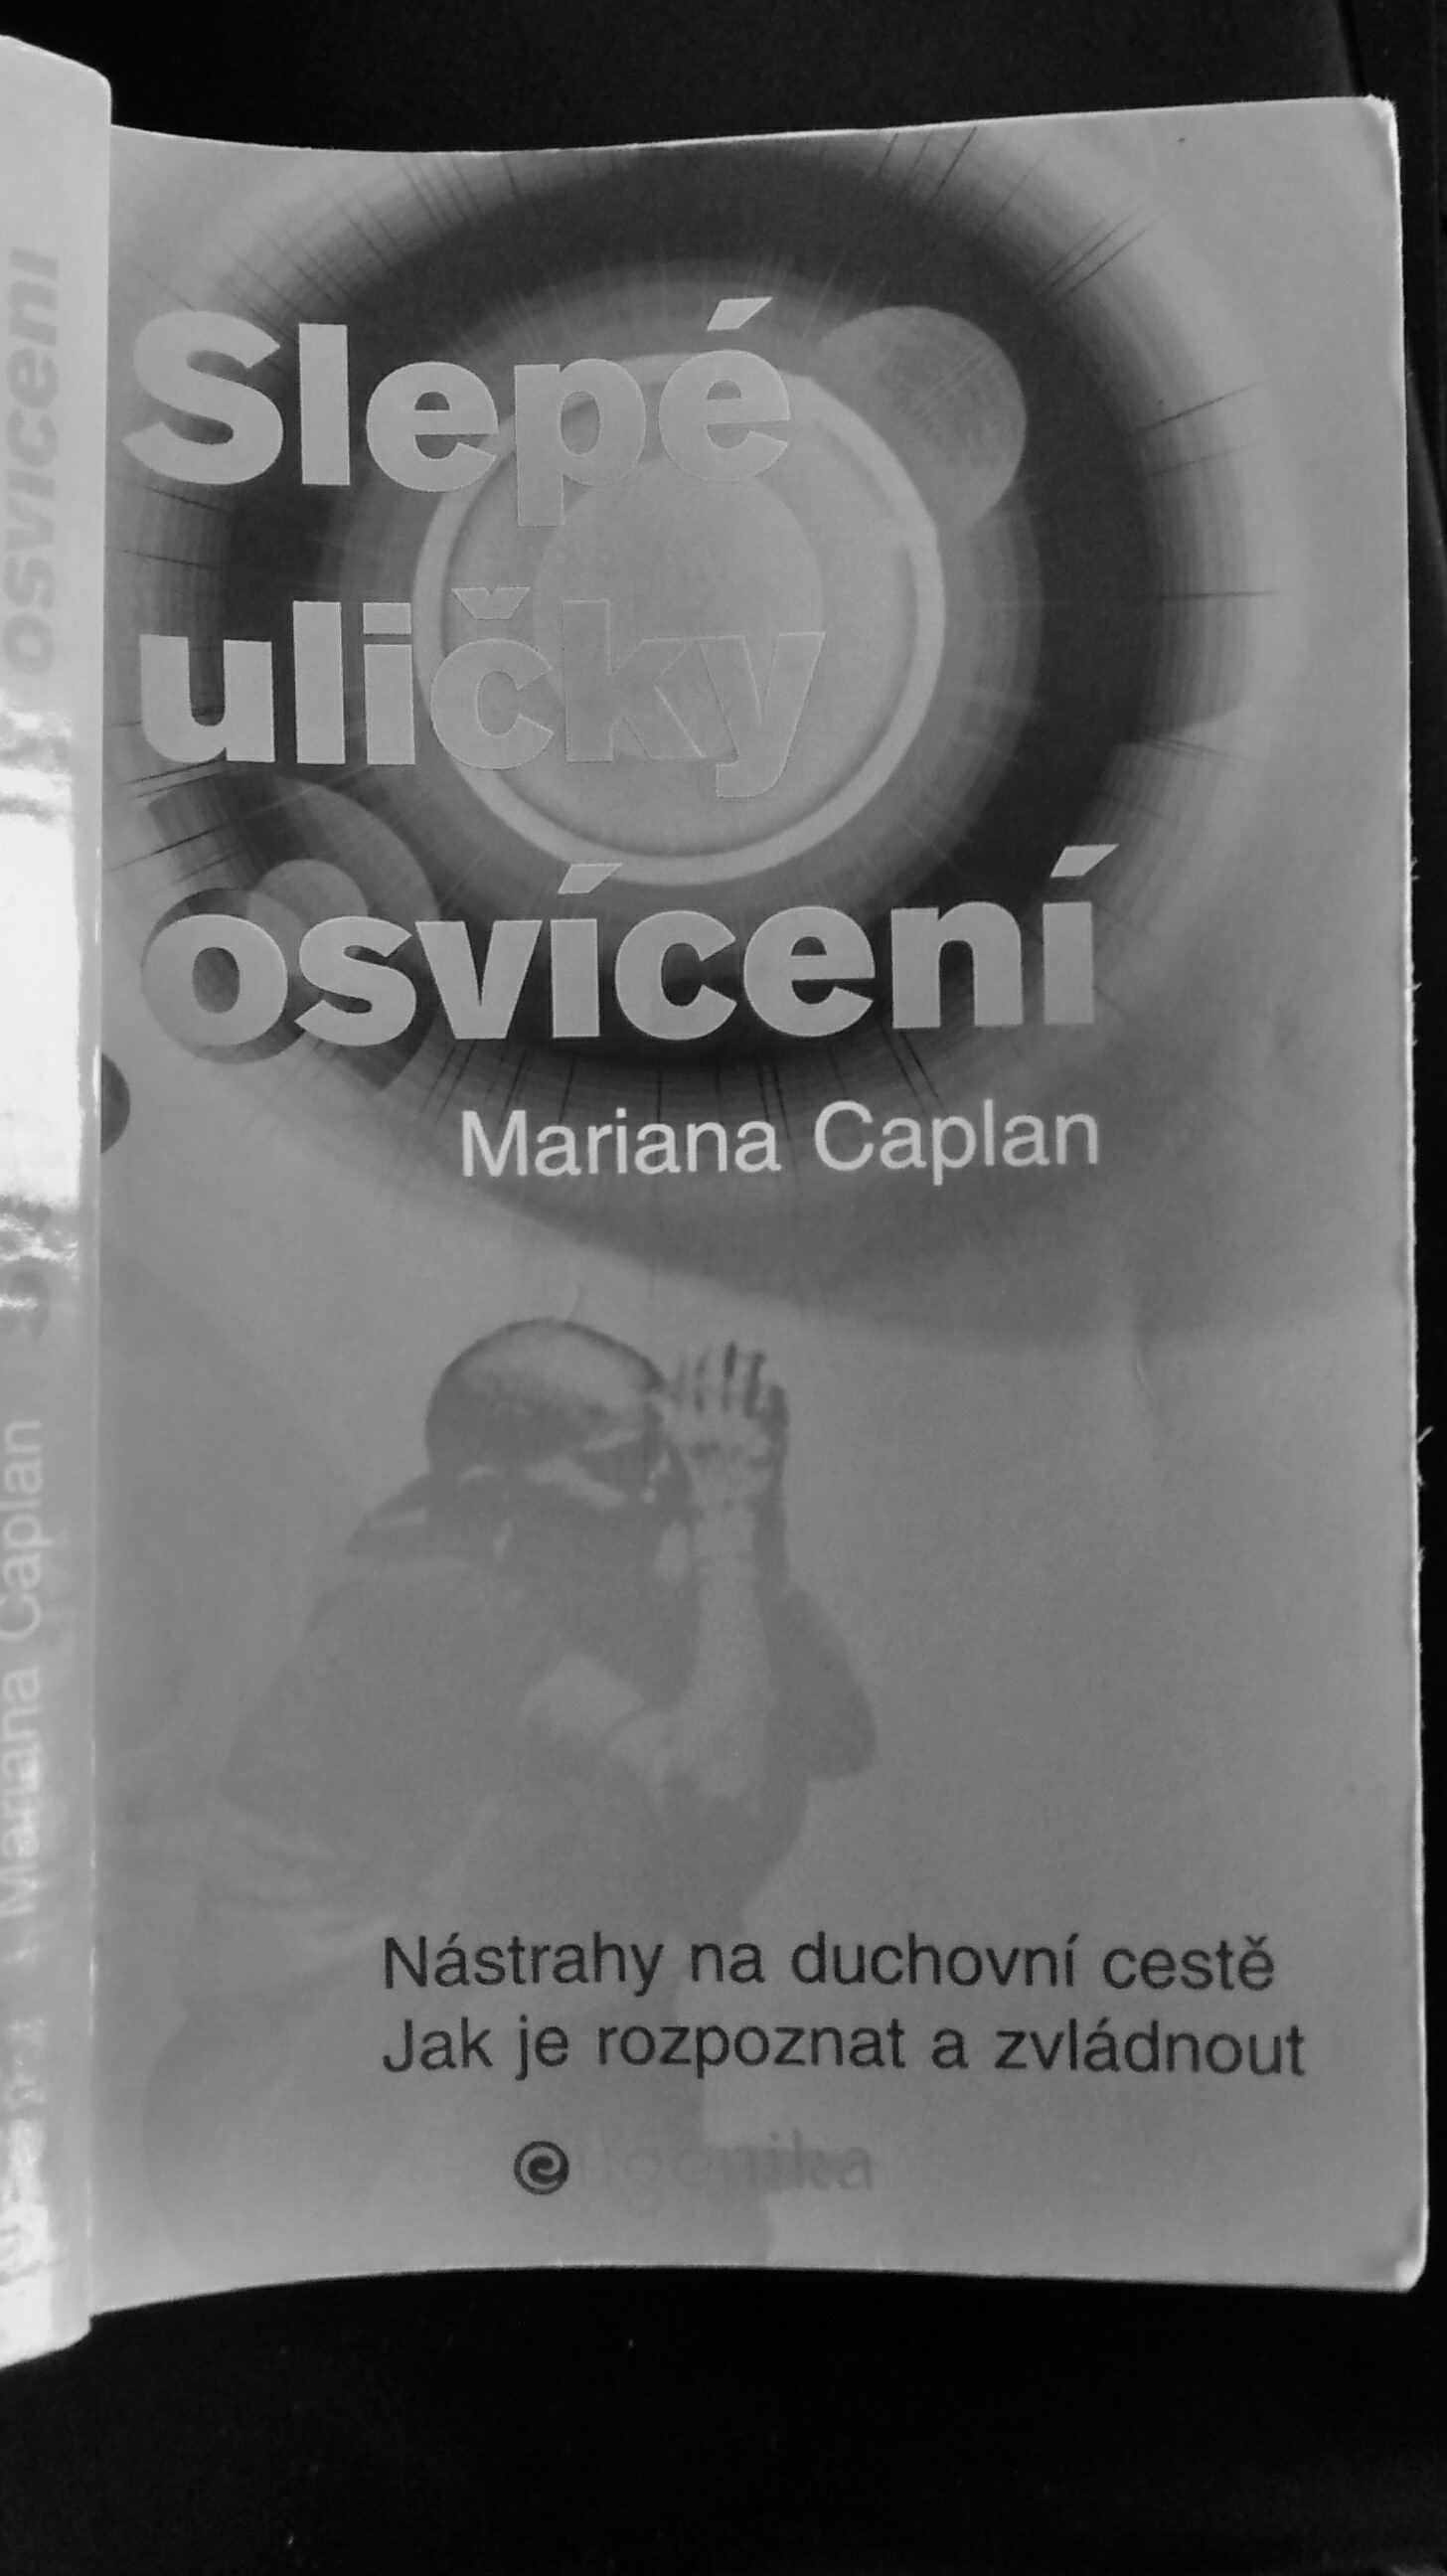 Slepé
uličky
osvícení
Mariana Caplan
Nástrahy na duchovní cestě
Jak je rozpoznat a zvládnout
osvícení
Mariana Caplan